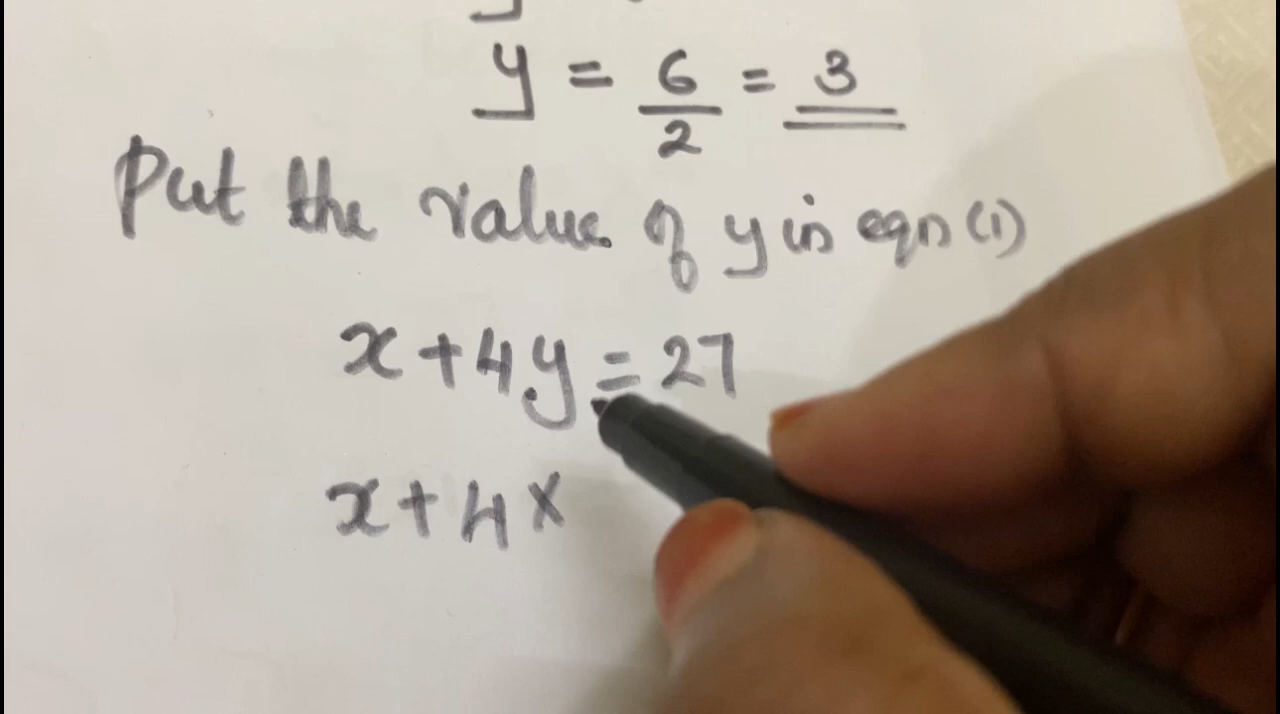 y = 6/2 = 3
Put the value of y in eqn (1)
x + 4y = 27
x + 4 ×